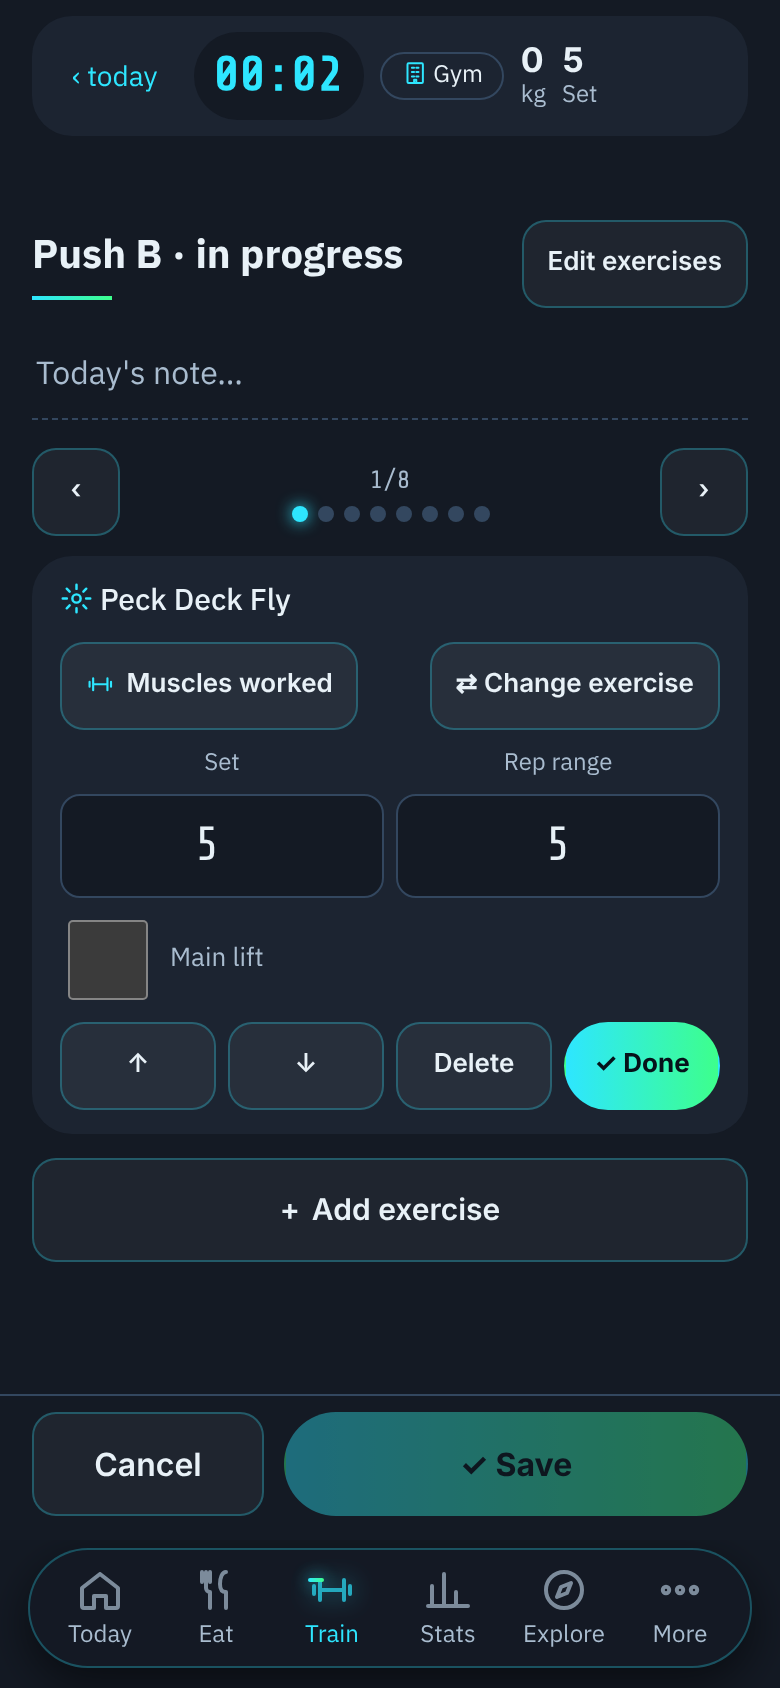 ‹ today
00:02
Gym
0 5
kg Set
Push B · in progress
Edit exercises
Today's note...
‹
1/8
›
Peck Deck Fly
Muscles worked
⇄ Change exercise
Set
Rep range
5
5
Main lift
↑
↓
Delete
✓ Done
+ Add exercise
Cancel
✓ Save
Today
Eat
Train
Stats
Explore
More